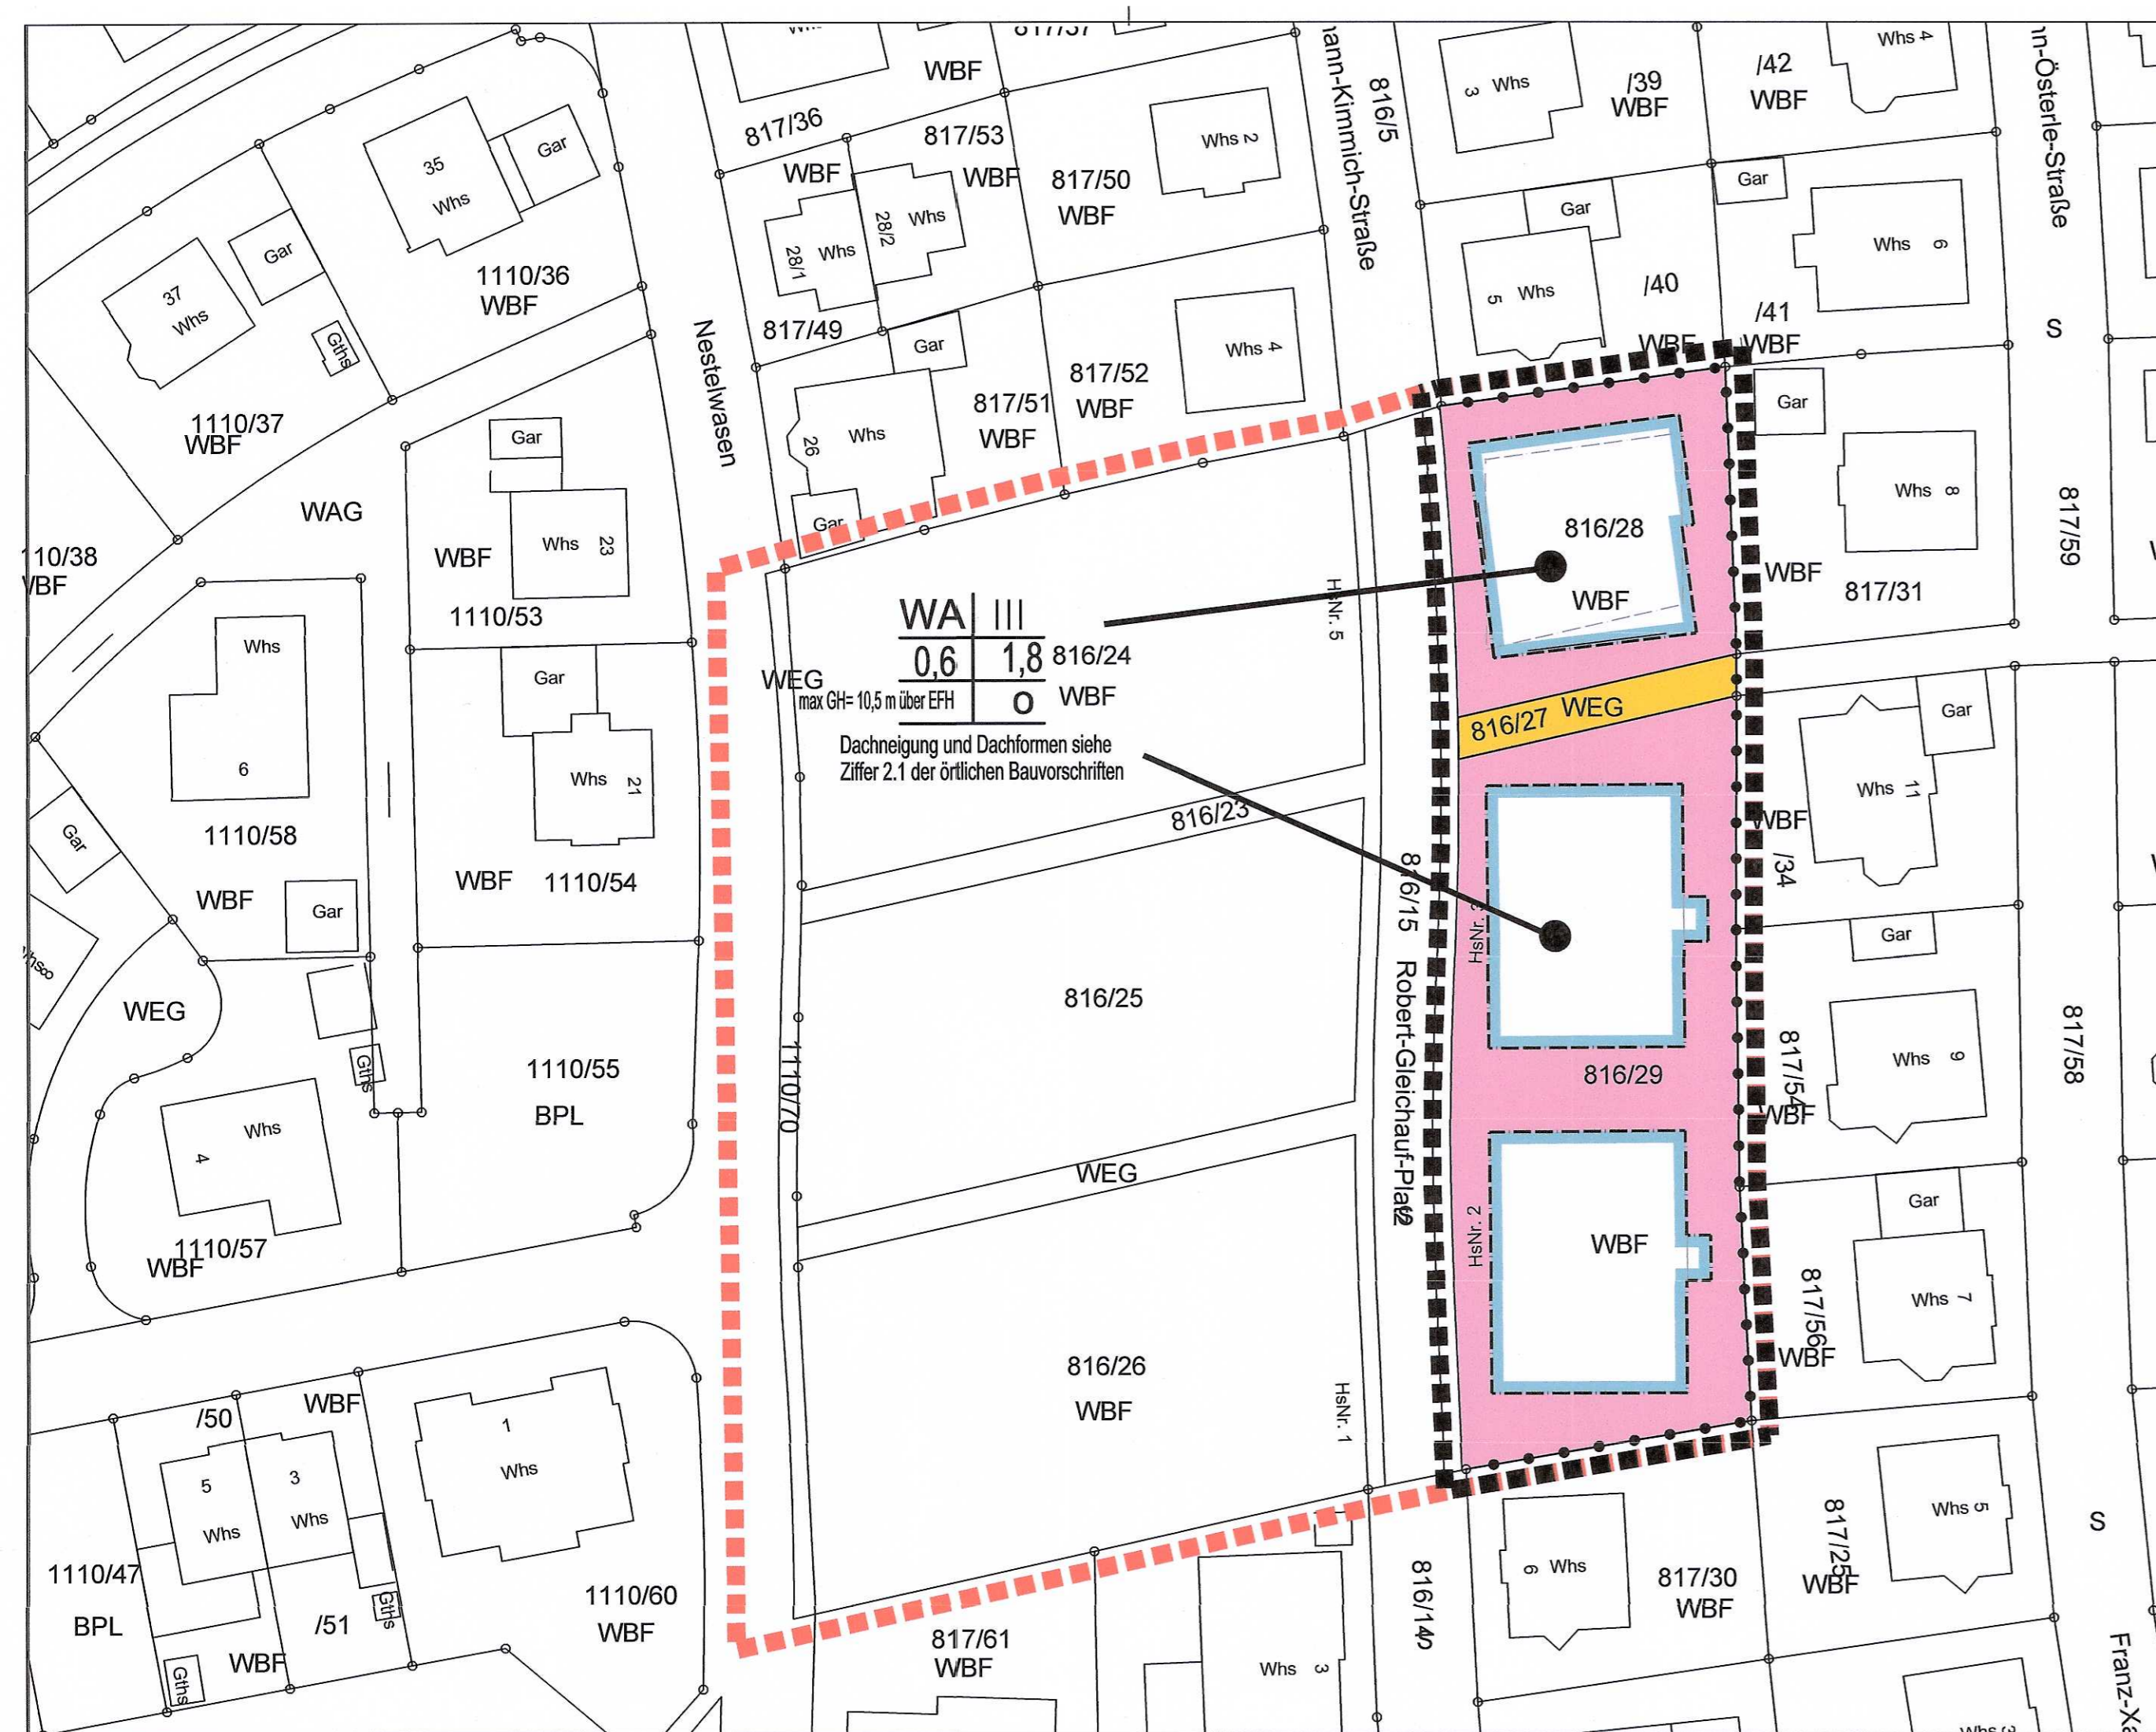 817/37
WBF
817/36
WBF
817/53
WBF
817/50
WBF
Whs 2
816/5
3 Whs
/39
WBF
/42
WBF
Whs 4
35
Whs
Gar
28/1
Whs
28/2
Whs
Gar
37
Whs
Gths
1110/36
WBF
Nestelwasen
817/49
Gar
Whs 4
817/52
WBF
817/51
WBF
Gar
5 Whs
/40
WBF
Gar
Whs 6
/41
WBF
S
1110/37
WBF
Gar
26
Whs
Gar
Gar
WAG
WBF
Whs 23
1110/53
816/28
WBF
Whs 8
817/59
WBF
817/31
HsNr. 5
WA III
0,6 1,8
max GH= 10,5 m über EFH o
816/24
WBF
WEG
Dachneigung und Dachformen siehe
Ziffer 2.1 der örtlichen Bauvorschriften
816/27 WEG
Whs
6
1110/58
WBF
Gar
Whs 21
WBF
1110/54
Gar
Gar
816/23
Gar
Whs 11
WBF
/34
816/15
Robert-Gleichauf-Platz
HsNr. 3
816/25
Gar
WEG
Gths
1110/55
BPL
1110/70
816/29
817/54
WBF
Whs 9
817/58
Whs
4
WBF
1110/57
WEG
HsNr. 2
WBF
Gar
Whs 7
817/56
WBF
816/26
WBF
HsNr. 1
/50
WBF
1
Whs
5
Whs
3
Whs
1110/47
BPL
/51
WBF
Gths
Gths
1110/60
WBF
817/61
WBF
Whs 3
816/14
6 Whs
817/30
WBF
817/25
WBF
Whs 5
S